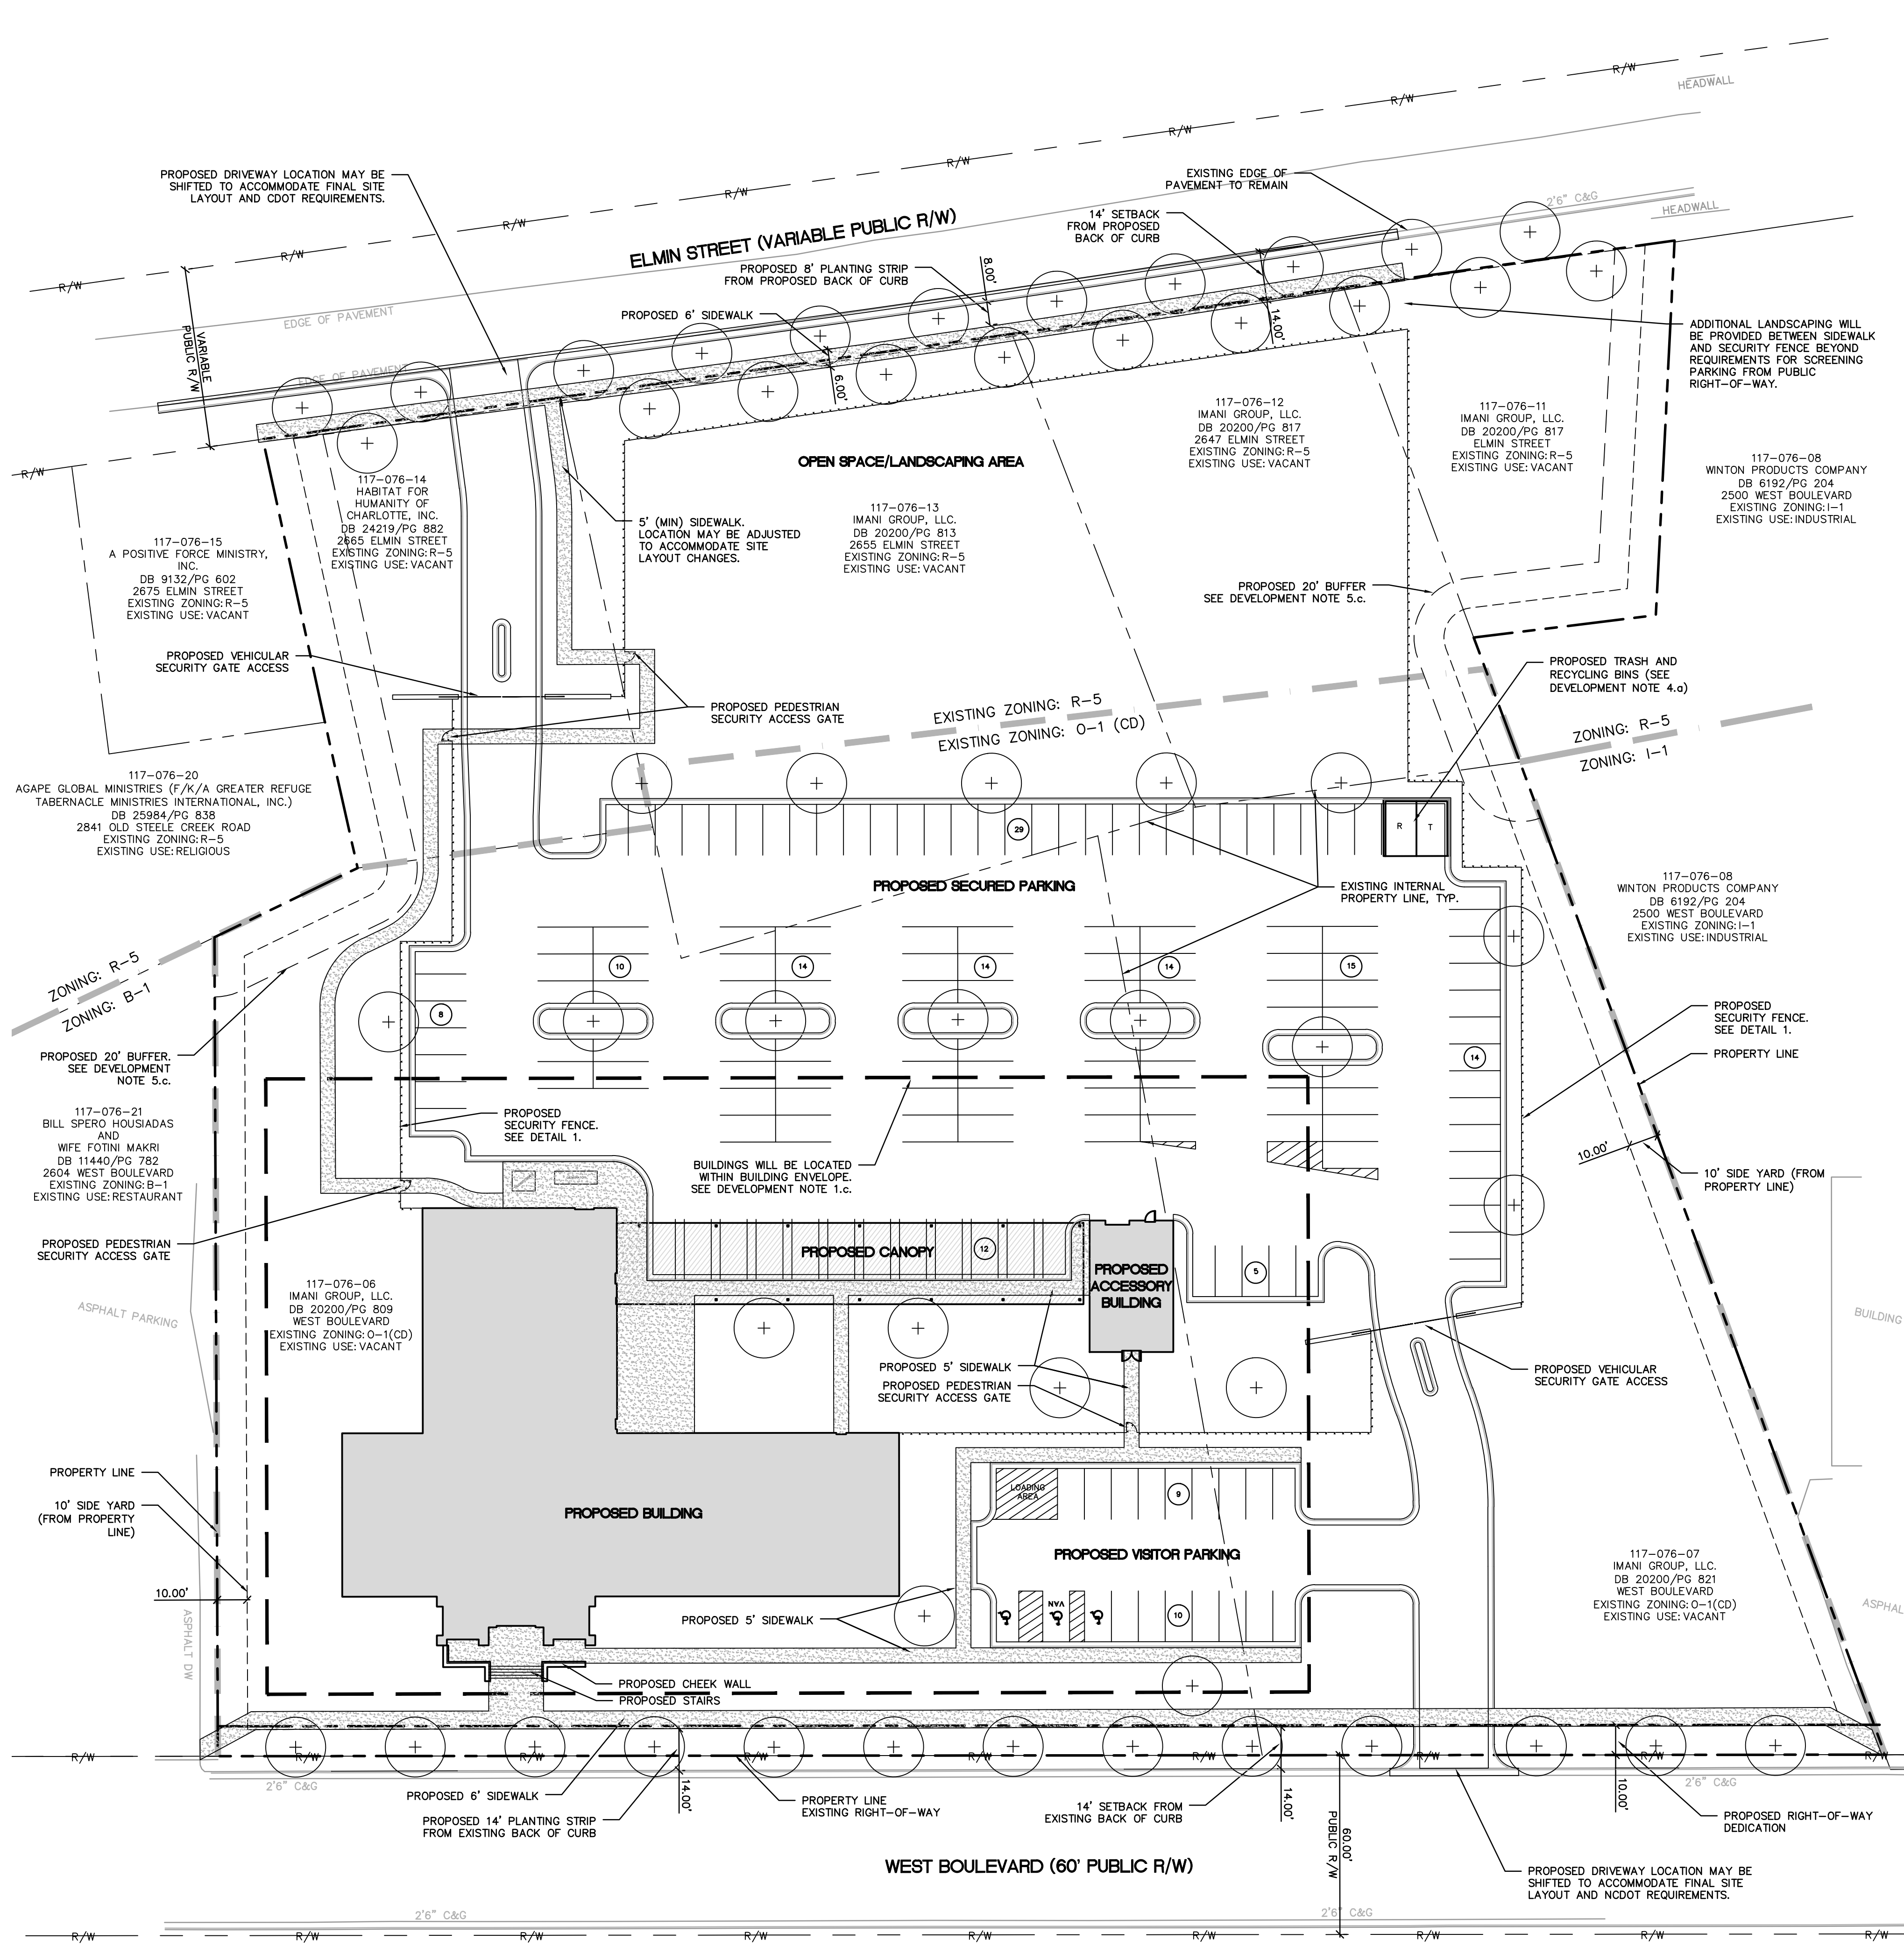 R/W
R/W
R/W
R/W
R/W
R/W
R/W
R/W
HEADWALL
PROPOSED DRIVEWAY LOCATION MAY BE
SHIFTED TO ACCOMMODATE FINAL SITE
LAYOUT AND CDOT REQUIREMENTS.
EXISTING EDGE OF
PAVEMENT TO REMAIN
2'6" C&G
HEADWALL
14' SETBACK
FROM PROPOSED
BACK OF CURB
ELMIN STREET (VARIABLE PUBLIC R/W)
PROPOSED 8' PLANTING STRIP
FROM PROPOSED BACK OF CURB
8.00'
PROPOSED 6' SIDEWALK
14.00'
6.00'
EDGE OF PAVEMENT
EDGE OF PAVEMENT
VARIABLE
PUBLIC R/W
R/W
ADDITIONAL LANDSCAPING WILL
BE PROVIDED BETWEEN SIDEWALK
AND SECURITY FENCE BEYOND
REQUIREMENTS FOR SCREENING
PARKING FROM PUBLIC
RIGHT-OF-WAY.
117-076-12
IMANI GROUP, LLC.
DB 20200/PG 817
2647 ELMIN STREET
EXISTING ZONING: R-5
EXISTING USE: VACANT
117-076-11
IMANI GROUP, LLC.
DB 20200/PG 817
ELMIN STREET
EXISTING ZONING: R-5
EXISTING USE: VACANT
117-076-08
WINTON PRODUCTS COMPANY
DB 6192/PG 204
2500 WEST BOULEVARD
EXISTING ZONING: I-1
EXISTING USE: INDUSTRIAL
OPEN SPACE/LANDSCAPING AREA
117-076-14
HABITAT FOR
HUMANITY OF
CHARLOTTE, INC.
DB 24219/PG 882
2665 ELMIN STREET
EXISTING ZONING: R-5
EXISTING USE: VACANT
117-076-13
IMANI GROUP, LLC.
DB 20200/PG 813
2655 ELMIN STREET
EXISTING ZONING: R-5
EXISTING USE: VACANT
5' (MIN) SIDEWALK.
LOCATION MAY BE ADJUSTED
TO ACCOMMODATE SITE
LAYOUT CHANGES.
117-076-15
A POSITIVE FORCE MINISTRY,
INC.
DB 9132/PG 602
2675 ELMIN STREET
EXISTING ZONING: R-5
EXISTING USE: VACANT
PROPOSED 20' BUFFER
SEE DEVELOPMENT NOTE 5.c.
PROPOSED VEHICULAR
SECURITY GATE ACCESS
PROPOSED TRASH AND
RECYCLING BINS (SEE
DEVELOPMENT NOTE 4.a)
PROPOSED PEDESTRIAN
SECURITY ACCESS GATE
EXISTING ZONING: R-5
EXISTING ZONING: O-1 (CD)
ZONING: R-5
ZONING: I-1
117-076-20
AGAPE GLOBAL MINISTRIES (F/K/A GREATER REFUGE
TABERNACLE MINISTRIES INTERNATIONAL, INC.)
DB 25984/PG 838
2841 OLD STEELE CREEK ROAD
EXISTING ZONING: R-5
EXISTING USE: RELIGIOUS
29
R
T
PROPOSED SECURED PARKING
EXISTING INTERNAL
PROPERTY LINE, TYP.
117-076-08
WINTON PRODUCTS COMPANY
DB 6192/PG 204
2500 WEST BOULEVARD
EXISTING ZONING: I-1
EXISTING USE: INDUSTRIAL
ZONING: R-5
ZONING: B-1
10
14
14
14
15
8
14
PROPOSED
SECURITY FENCE.
SEE DETAIL 1.
PROPERTY LINE
PROPOSED 20' BUFFER.
SEE DEVELOPMENT
NOTE 5.c.
117-076-21
BILL SPERO HOUSIADAS
AND
WIFE FOTINI MAKRI
DB 11440/PG 782
2604 WEST BOULEVARD
EXISTING ZONING: B-1
EXISTING USE: RESTAURANT
PROPOSED
SECURITY FENCE.
SEE DETAIL 1.
BUILDINGS WILL BE LOCATED
WITHIN BUILDING ENVELOPE.
SEE DEVELOPMENT NOTE 1.c.
10.00'
10' SIDE YARD (FROM
PROPERTY LINE)
PROPOSED PEDESTRIAN
SECURITY ACCESS GATE
PROPOSED CANOPY
12
PROPOSED
ACCESSORY
BUILDING
5
117-076-06
IMANI GROUP, LLC.
DB 20200/PG 809
WEST BOULEVARD
EXISTING ZONING: O-1(CD)
EXISTING USE: VACANT
ASPHALT PARKING
BUILDING
PROPOSED 5' SIDEWALK
PROPOSED PEDESTRIAN
SECURITY ACCESS GATE
PROPOSED VEHICULAR
SECURITY GATE ACCESS
PROPERTY LINE
10' SIDE YARD
(FROM PROPERTY
LINE)
LOADING
AREA
9
PROPOSED BUILDING
PROPOSED VISITOR PARKING
117-076-07
IMANI GROUP, LLC.
DB 20200/PG 821
WEST BOULEVARD
EXISTING ZONING: O-1(CD)
EXISTING USE: VACANT
10.00'
ASPHALT DW
VAN
10
ASPHAL
PROPOSED 5' SIDEWALK
PROPOSED CHEEK WALL
PROPOSED STAIRS
R/W
R/W
R/W
R/W
R/W
R/W
R/W
R/W
R/W
2'6" C&G
2'6" C&G
PROPOSED 6' SIDEWALK
14.00'
PROPERTY LINE
EXISTING RIGHT-OF-WAY
14' SETBACK FROM
EXISTING BACK OF CURB
14.00'
10.00'
PROPOSED 14' PLANTING STRIP
FROM EXISTING BACK OF CURB
PROPOSED RIGHT-OF-WAY
DEDICATION
60.00'
PUBLIC R/W
WEST BOULEVARD (60' PUBLIC R/W)
PROPOSED DRIVEWAY LOCATION MAY BE
SHIFTED TO ACCOMMODATE FINAL SITE
LAYOUT AND NCDOT REQUIREMENTS.
2'6" C&G
2'6" C&G
R/W
R/W
R/W
R/W
R/W
R/W
R/W
R/W
R/W